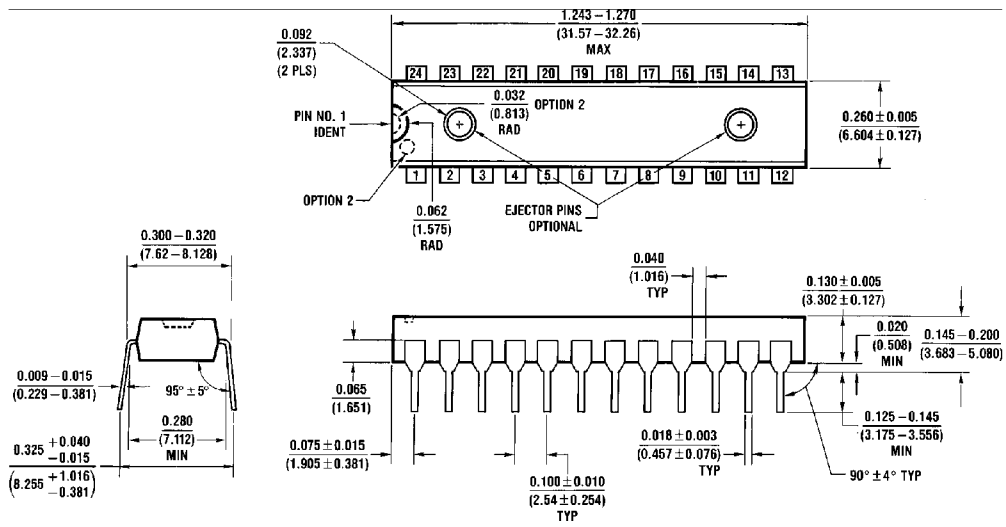 1.243–1.270
(31.57–32.26)
MAX
0.092
(2.337)
(2 PLS)
24 23 22 21 20 19 18 17 16 15 14 13
0.032
(0.813)
RAD
OPTION 2
PIN NO. 1
IDENT
0.260±0.005
(6.604±0.127)
1 2 3 4 5 6 7 8 9 10 11 12
OPTION 2
0.062
(1.575)
RAD
EJECTOR PINS
OPTIONAL
0.300–0.320
(7.62–8.128)
0.040
(1.016)
TYP
0.130±0.005
(3.302±0.127)
0.020
(0.508)
MIN
0.145–0.200
(3.683–5.080)
0.009–0.015
(0.229–0.381)
95°±5°
0.280
(7.112)
MIN
0.065
(1.651)
0.125–0.145
(3.175–3.556)
MIN
0.325 +0.040
−0.015
(8.255 +1.016
−0.381)
0.075±0.015
(1.905±0.381)
0.018±0.003
(0.457±0.076)
TYP
90°±4° TYP
0.100±0.010
(2.54±0.254)
TYP